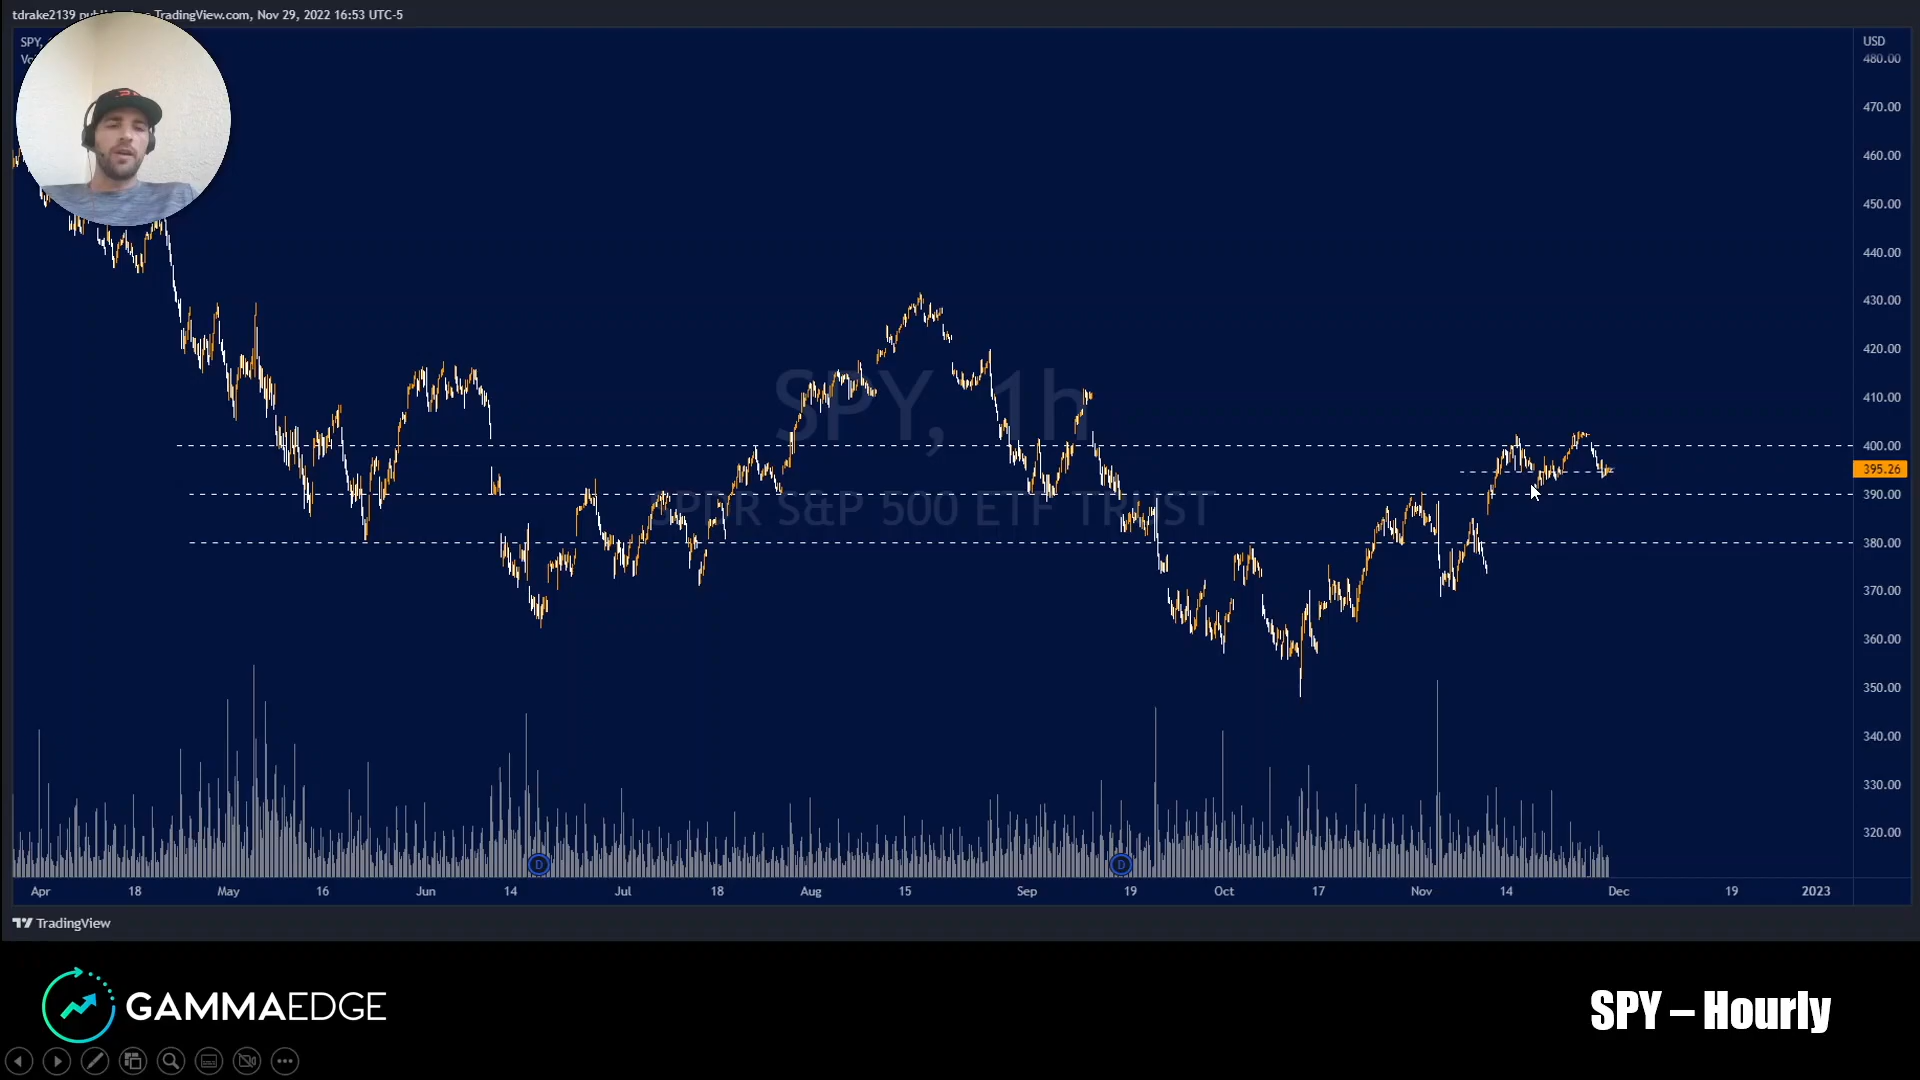 tdrake2139 TradingView.com, Nov 29, 2022 16:53 UTC-5
SPY,
USD
480.00
470.00
460.00
450.00
440.00
430.00
420.00
410.00
400.00
395.26
390.00
380.00
370.00
360.00
350.00
340.00
330.00
320.00
SPY, 1h
SPDR S&P 500 ETF TRUST
D
D
Apr 18 May 16 Jun 14 Jul 18 Aug 15 Sep 19 Oct 17 Nov 14 Dec 19 2023
TradingView
GAMMAEDGE
SPY – Hourly